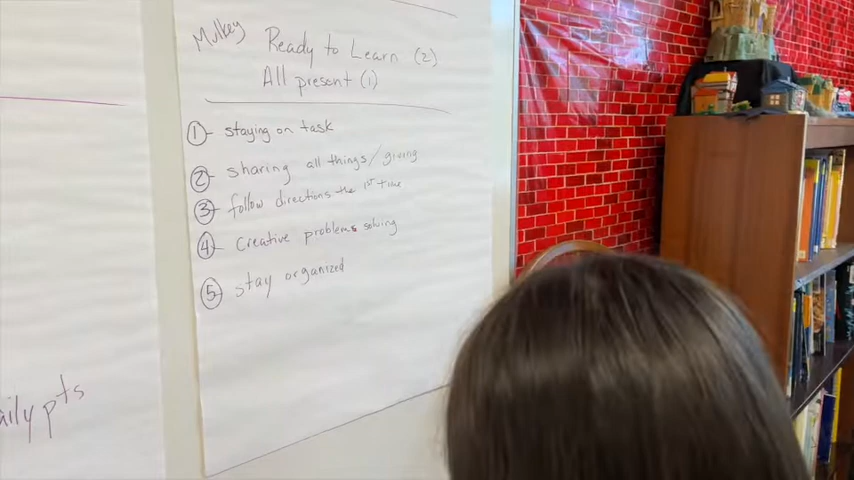 Mulkey
Ready to Learn (2)
All present (1)
1 - staying on task
2 - sharing all things/giving
3 - follow directions the 1st time
4 - Creative problems solving
5 - stay organized
aily pts